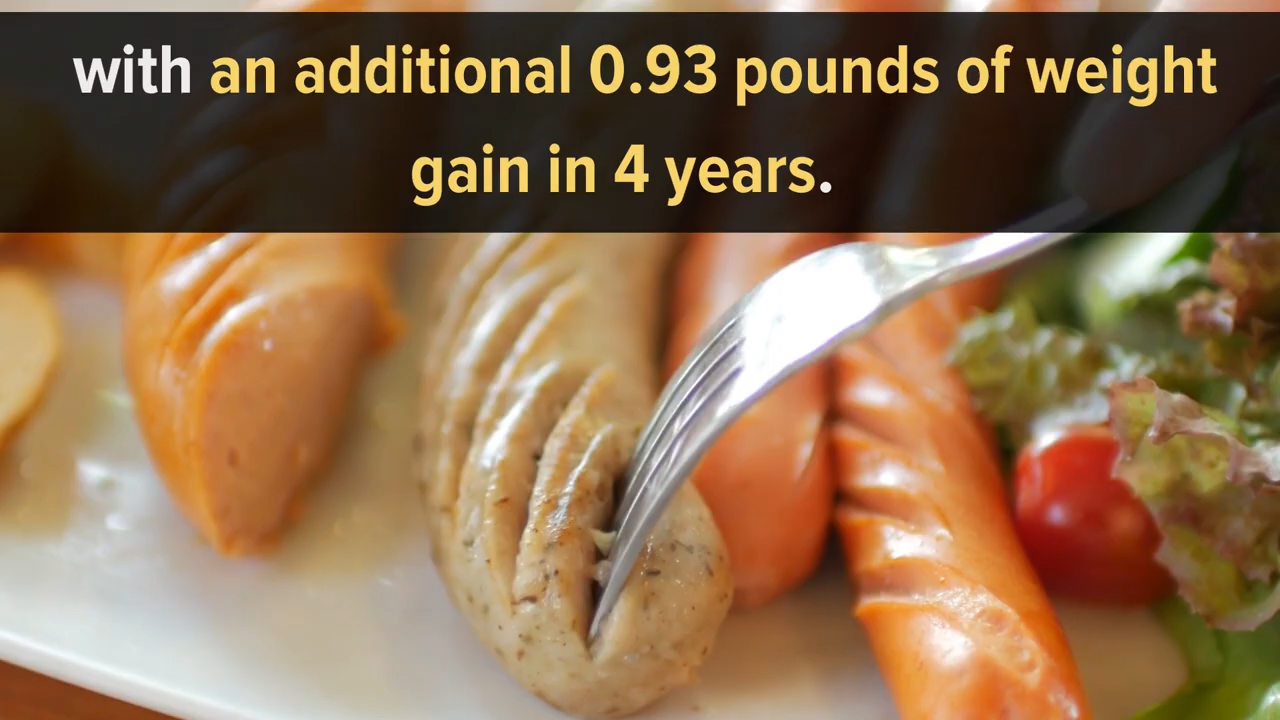 with an additional 0.93 pounds of weight
gain in 4 years.